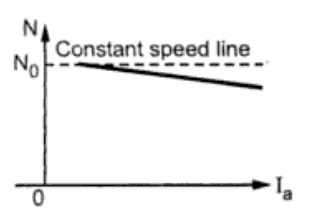 N
Constant speed line
N₀
0
Iₐ